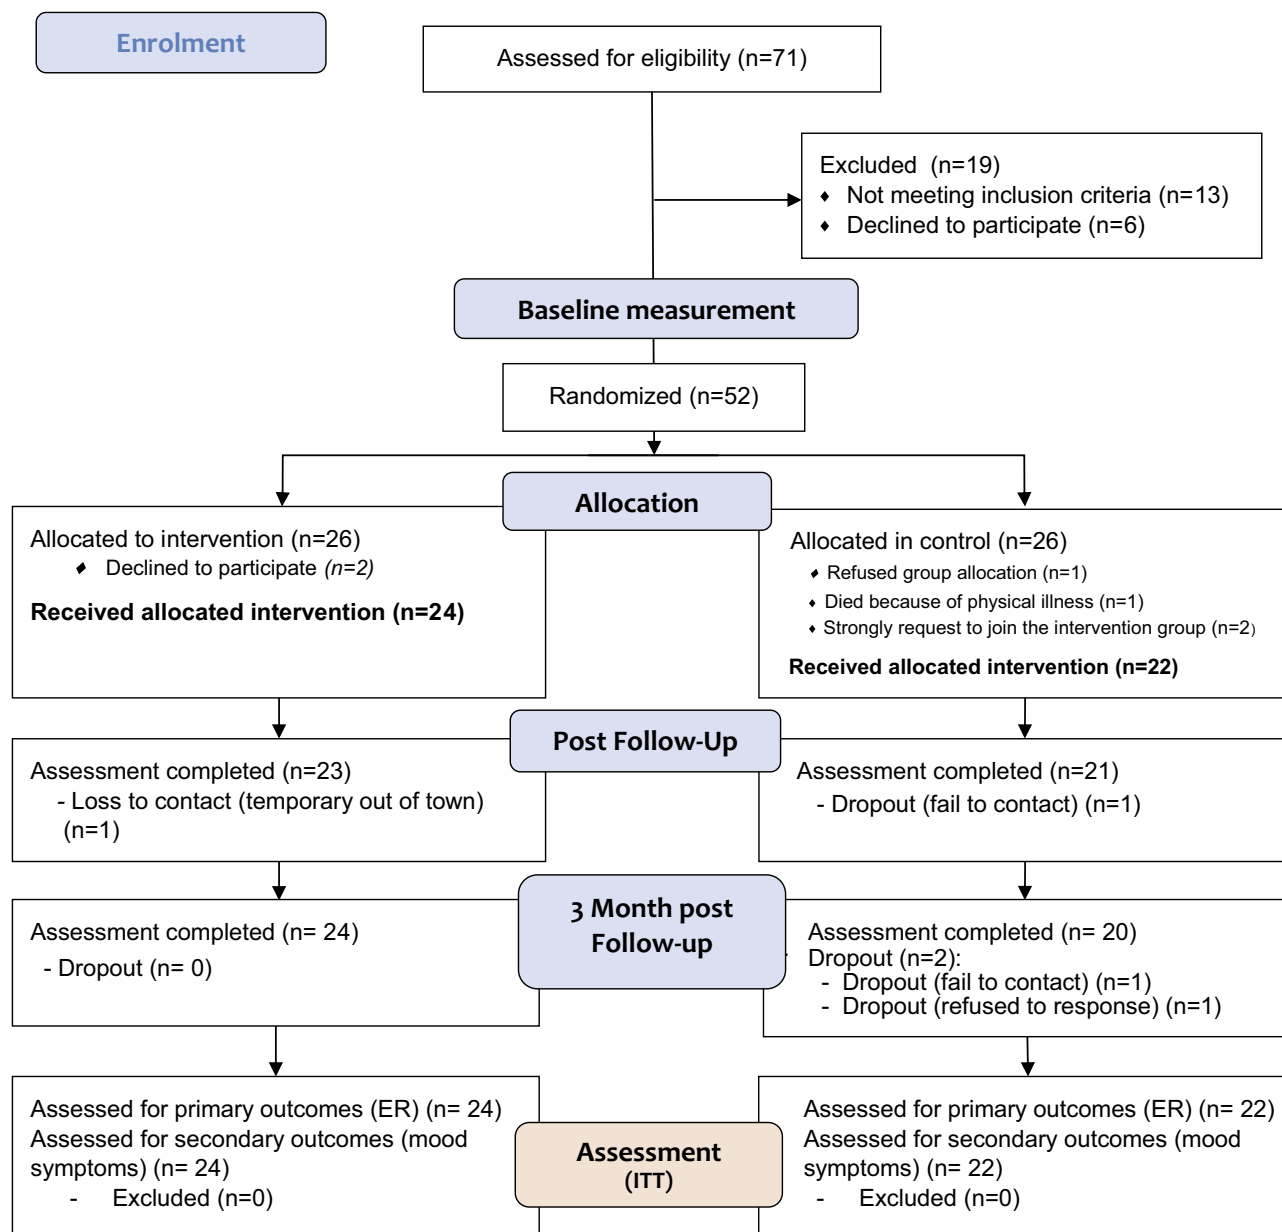 Enrolment
Assessed for eligibility (n=71)
Excluded  (n=19)
♦ Not meeting inclusion criteria (n=13)
♦ Declined to participate (n=6)
Baseline measurement
Randomized (n=52)
Allocation
Allocated to intervention (n=26)
♦ Declined to participate (n=2)
Received allocated intervention (n=24)
Allocated in control (n=26)
♦ Refused group allocation (n=1)
♦ Died because of physical illness (n=1)
♦ Strongly request to join the intervention group (n=2)
Received allocated intervention (n=22)
Post Follow-Up
Assessment completed (n=23)
- Loss to contact (temporary out of town)
(n=1)
Assessment completed (n=21)
- Dropout (fail to contact) (n=1)
3 Month post
Follow-up
Assessment completed (n= 24)
- Dropout (n= 0)
Assessment completed (n= 20)
Dropout (n=2):
- Dropout (fail to contact) (n=1)
- Dropout (refused to response) (n=1)
Assessed for primary outcomes (ER) (n= 24)
Assessed for secondary outcomes (mood
symptoms) (n= 24)
- Excluded (n=0)
Assessment
(ITT)
Assessed for primary outcomes (ER) (n= 22)
Assessed for secondary outcomes (mood
symptoms) (n= 22)
- Excluded (n=0)